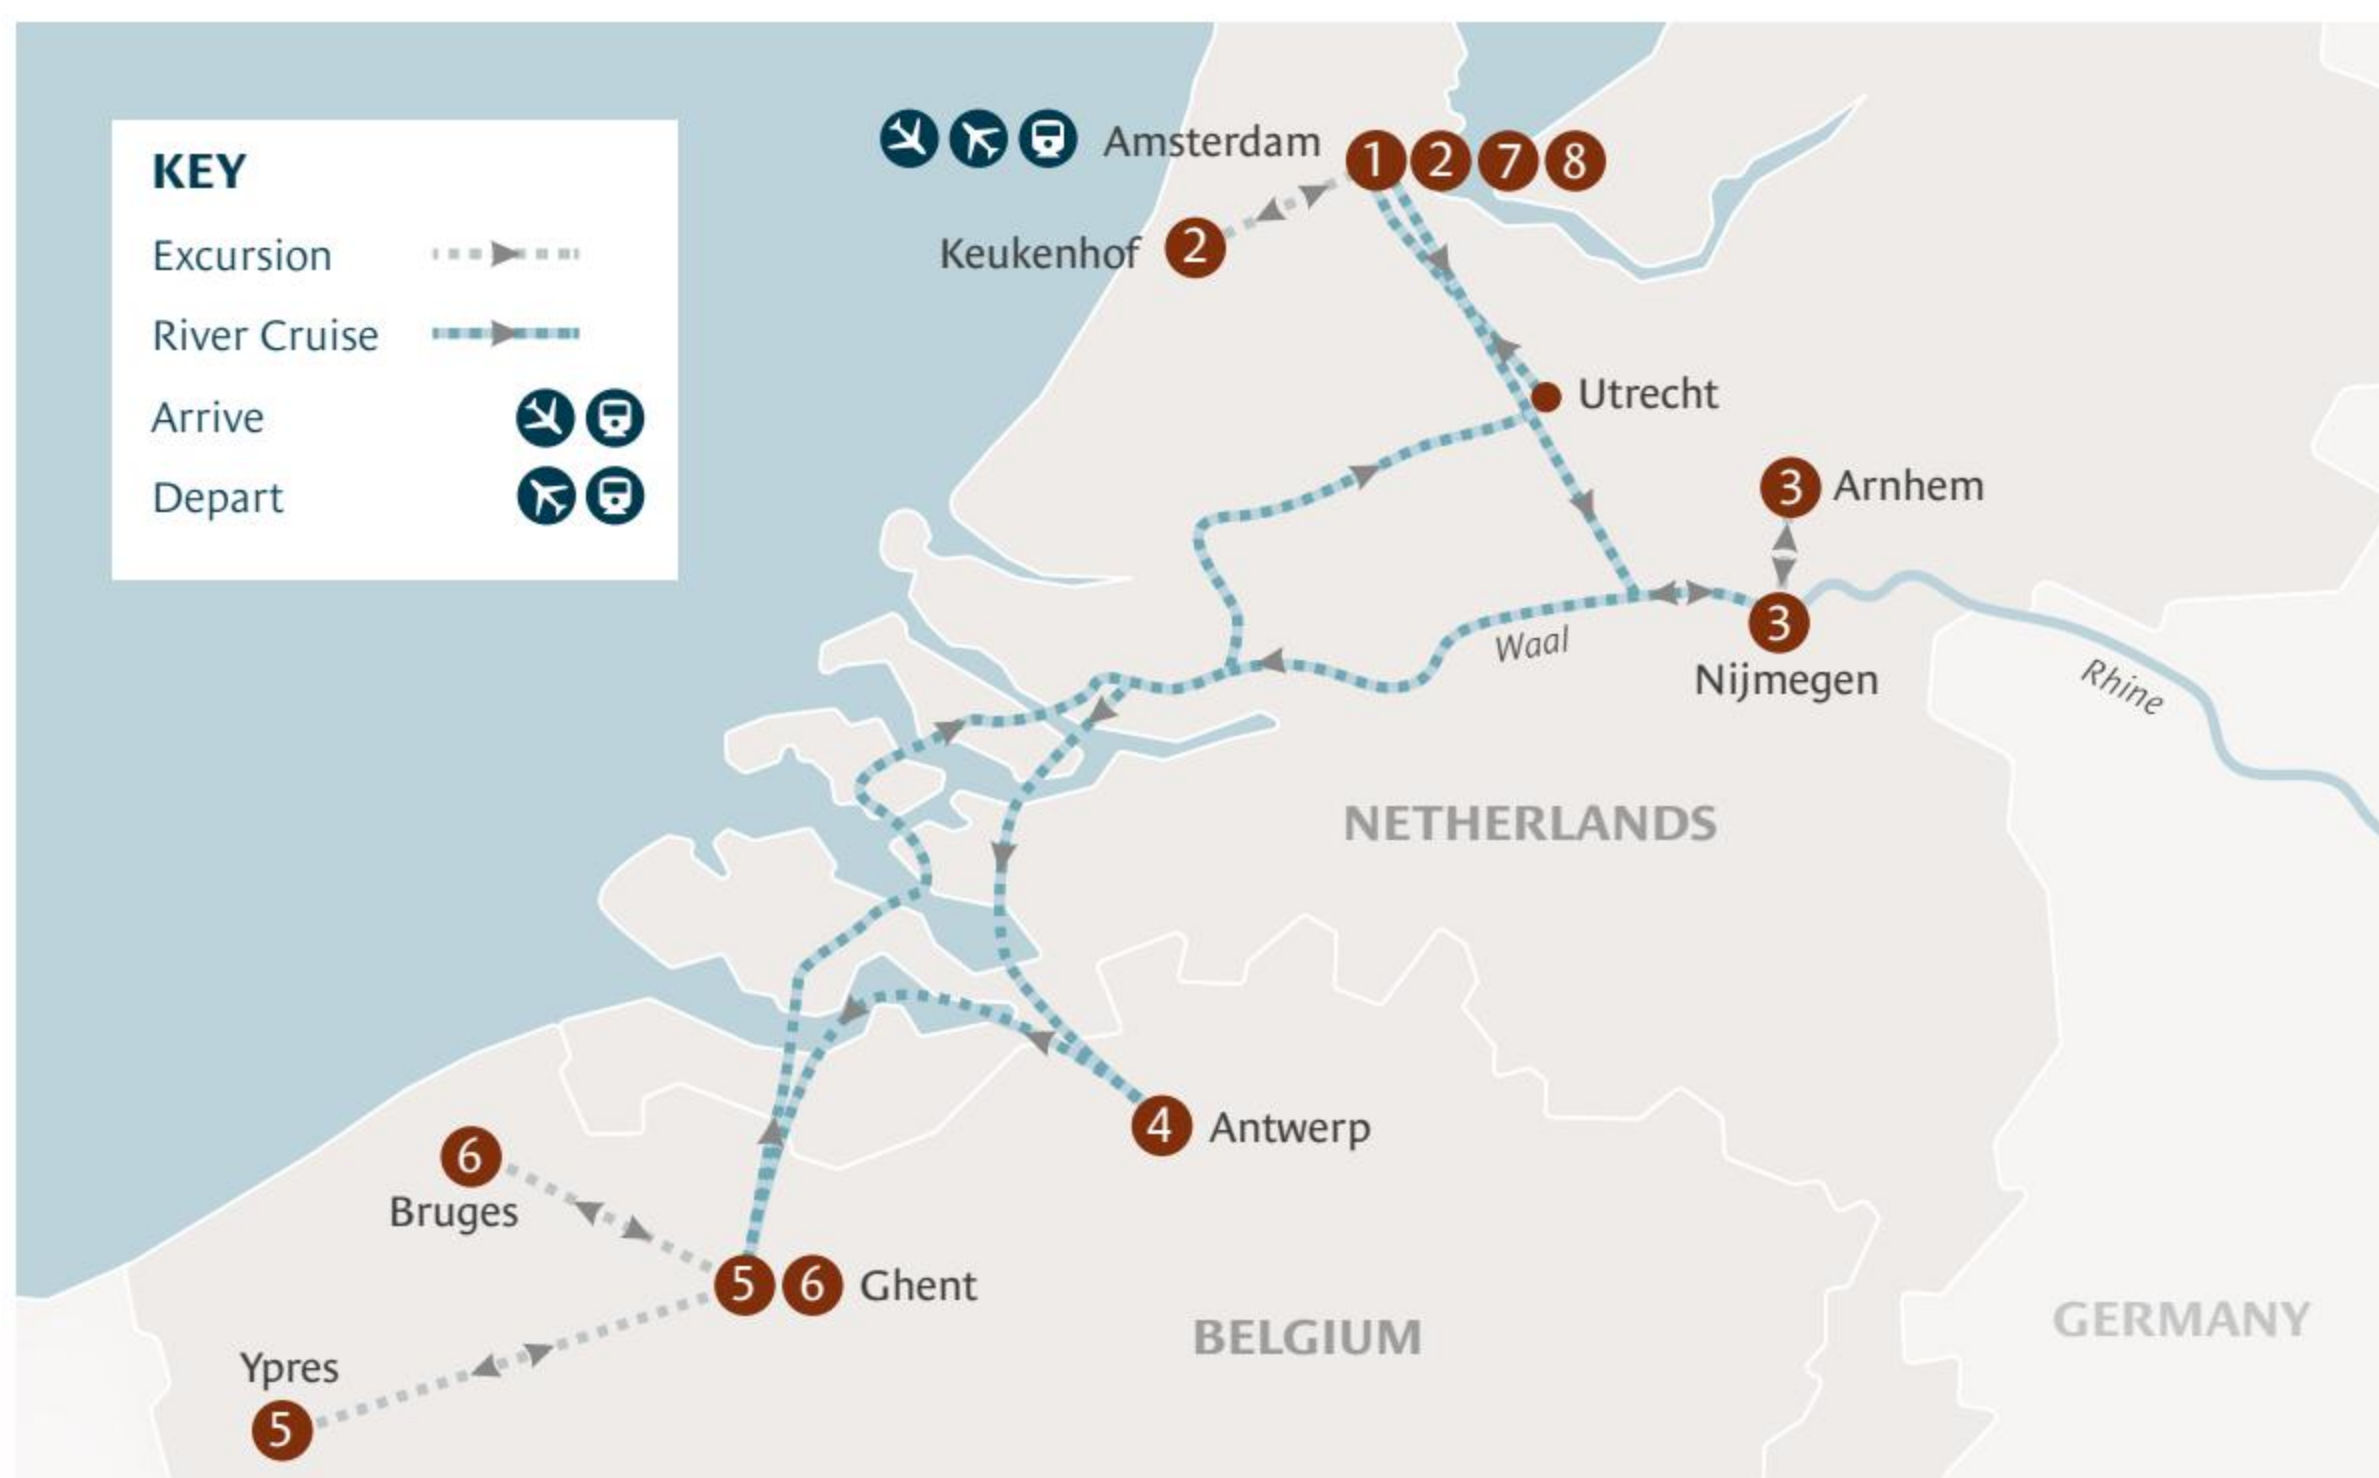 KEY
Excursion
River Cruise
Arrive
Depart
Amsterdam 1 2 7 8
Keukenhof 2
Utrecht
3 Arnhem
3
Nijmegen
Waal
Rhine
NETHERLANDS
4 Antwerp
6
Bruges
5 6 Ghent
Ypres
5
BELGIUM
GERMANY